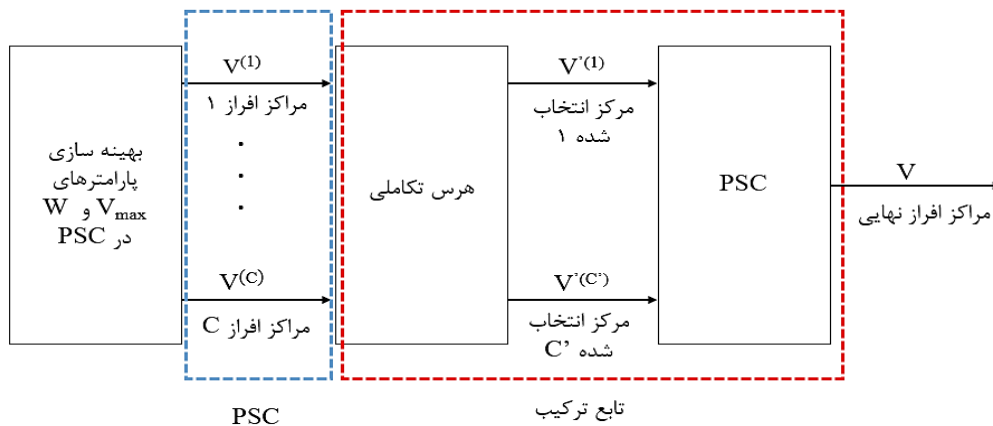 بهینه سازی
پارامترهای
W و Vmax
در PSC
V(1)
مراکز افراز ۱
V(C)
مراکز افراز C
هرس تکاملی
V'(1)
مرکز انتخاب
شده ۱
V'(C')
مرکز انتخاب
شده C’
PSC
V
مراکز افراز نهایی
PSC
تابع ترکیب